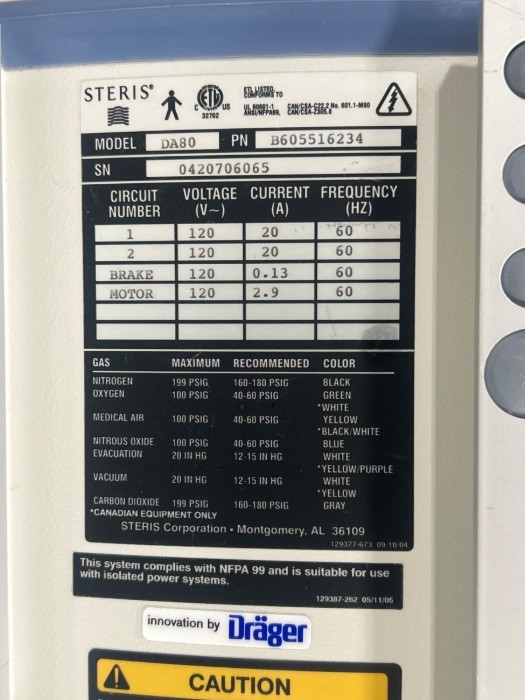 STERIS®
C ETL US
32702
ETL LISTED
CONFORMS TO
UL 60601-1 CAN/CSA-C22.2 No. 601.1-M90
ANSI/NFPA99, CAN/CSA-Z305.6
MODEL DA80 PN B605516234
SN 0420706065
CIRCUIT NUMBER VOLTAGE (V~) CURRENT (A) FREQUENCY (HZ)
1 120 20 60
2 120 20 60
BRAKE 120 0.13 60
MOTOR 120 2.9 60
GAS MAXIMUM RECOMMENDED COLOR
NITROGEN 199 PSIG 160-180 PSIG BLACK
OXYGEN 100 PSIG 40-60 PSIG GREEN
*WHITE
MEDICAL AIR 100 PSIG 40-60 PSIG YELLOW
*BLACK/WHITE
NITROUS OXIDE 100 PSIG 40-60 PSIG BLUE
EVACUATION 20 IN HG 12-15 IN HG WHITE
*YELLOW/PURPLE
VACUUM 20 IN HG 12-15 IN HG WHITE
*YELLOW
CARBON DIOXIDE 199 PSIG 160-180 PSIG GRAY
*CANADIAN EQUIPMENT ONLY
STERIS Corporation • Montgomery, AL 36109
129377-673 09/10/04
This system complies with NFPA 99 and is suitable for use
with isolated power systems.
129387-262 05/11/05
innovation by Dräger
CAUTION